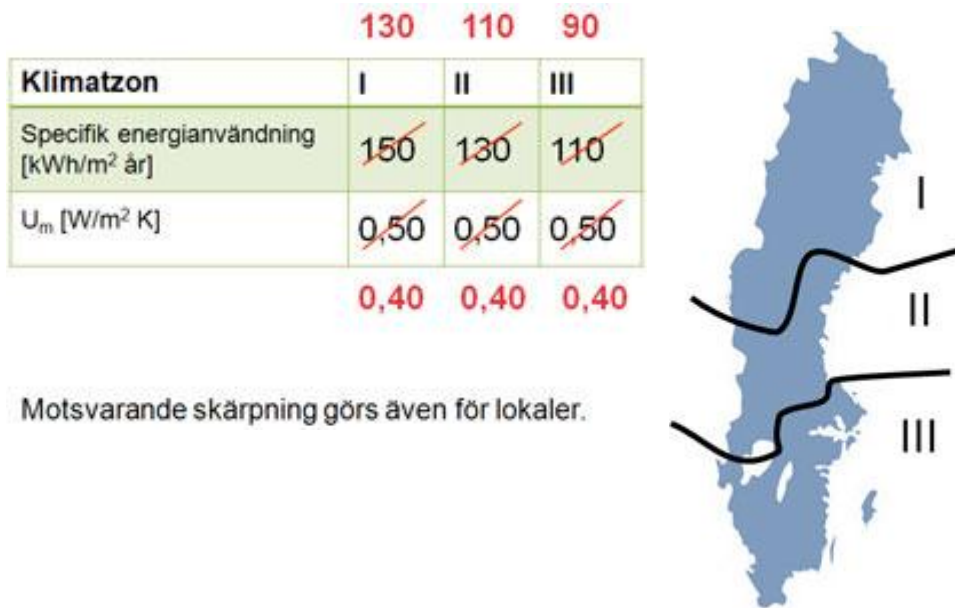 130 110 90
Klimatzon I II III
Specifik energianvändning
[kWh/m² år] 150 130 110
Uₘ [W/m² K] 0,50 0,50 0,50
0,40 0,40 0,40
Motsvarande skärpning görs även för lokaler.
I
II
III